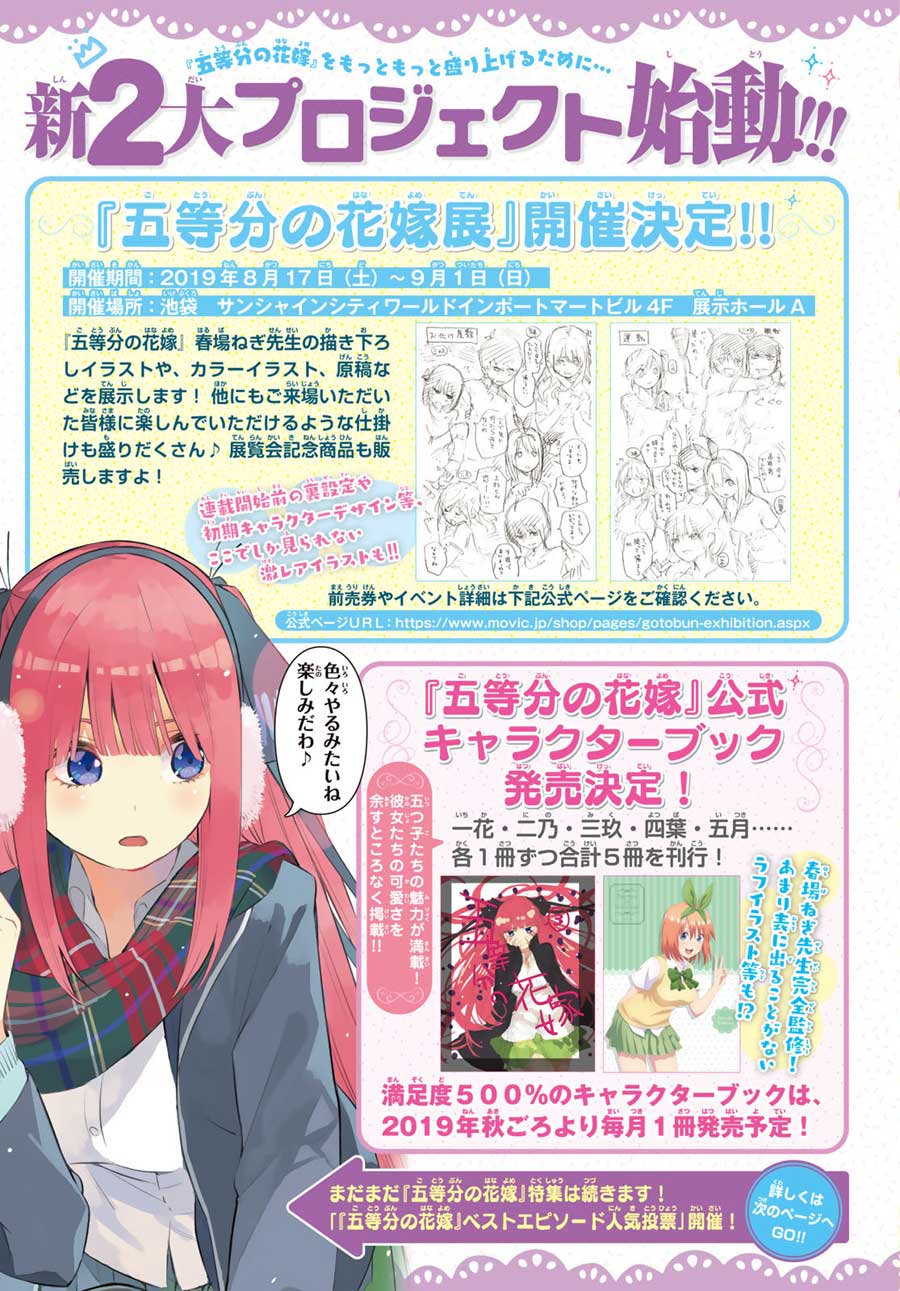 『五等分の花嫁』をもっともっと盛り上げるために…
新2大プロジェクト始動!!!
『五等分の花嫁展』開催決定!!
開催期間：2019年8月17日（土）～9月1日（日）
開催場所：池袋　サンシャインシティワールドインポートマートビル4F　展示ホールA
『五等分の花嫁』春場ねぎ先生の描き下ろ
しイラストや、カラーイラスト、原稿な
どを展示します！他にもご来場いただい
た皆様に楽しんでいただけるような仕掛
けも盛りだくさん♪展覧会記念商品も販
売しますよ！
連載開始前の裏設定や
初期キャラクターデザイン等、
ここでしか見られない
激レアイラストも!!
お化け屋敷
運動
前売券やイベント詳細は下記公式ページをご確認ください。
公式ページURL：https://www.movic.jp/shop/pages/gotobun-exhibition.aspx
色々やるみたいね
楽しみだわ♪
『五等分の花嫁』公式
キャラクターブック
発売決定！
一花・二乃・三玖・四葉・五月……
各1冊ずつ合計5冊を刊行！
五つ子たちの魅力が満載！
彼女たちの可愛さを
余すところなく掲載!!
五等分の
花嫁
春場ねぎ先生完全監修！
あまり表に出ることがない
ラフイラスト等も!?
満足度500%のキャラクターブックは、
2019年秋ごろより毎月1冊発売予定！
まだまだ『五等分の花嫁』特集は続きます！
「『五等分の花嫁』ベストエピソード人気投票」開催！
詳しくは
次のページへ
GO!!